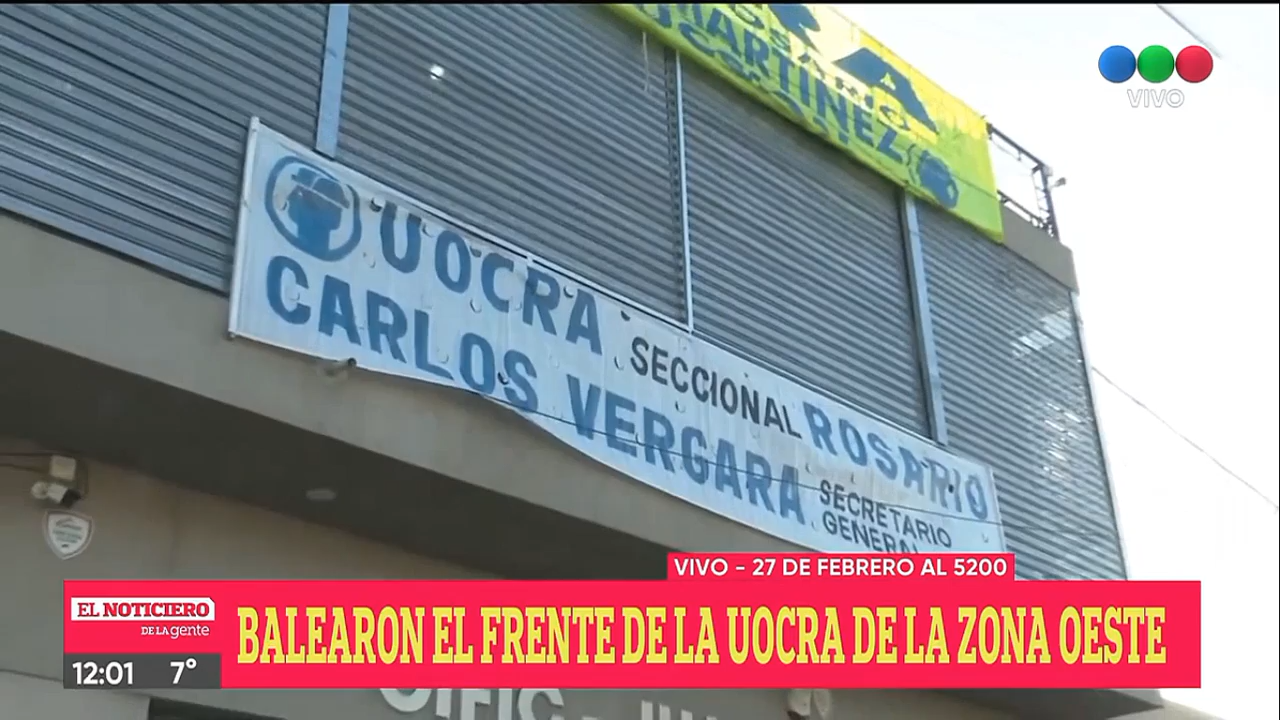 MARTINEZ
VIVO
UOCRA SECCIONAL ROSARIO
CARLOS VERGARA SECRETARIO
GENERAL
VIVO - 27 DE FEBRERO AL 5200
EL NOTICIERO
DE LA gente
BALEARON EL FRENTE DE LA UOCRA DE LA ZONA OESTE
12:01 7°